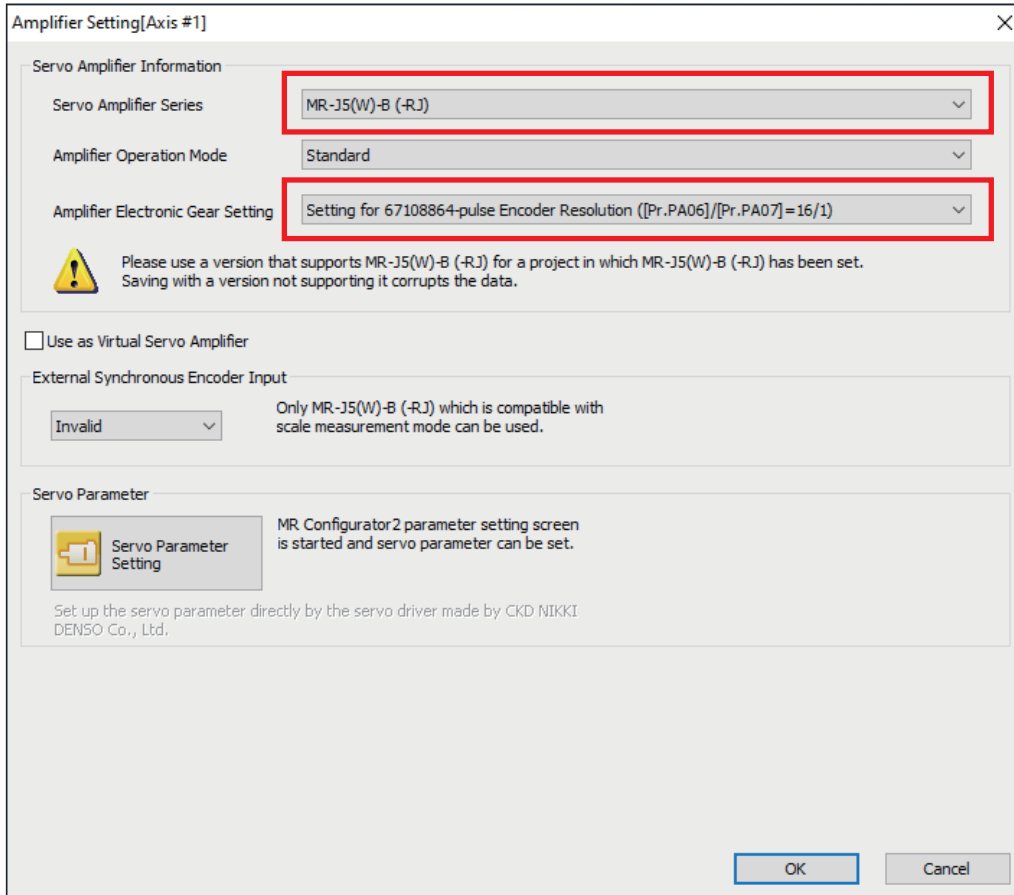 Amplifier Setting[Axis #1]
Servo Amplifier Information
Servo Amplifier Series
MR-J5(W)-B (-RJ)
Amplifier Operation Mode
Standard
Amplifier Electronic Gear Setting
Setting for 67108864-pulse Encoder Resolution ([Pr.PA06]/[Pr.PA07]=16/1)
Please use a version that supports MR-J5(W)-B (-RJ) for a project in which MR-J5(W)-B (-RJ) has been set.
Saving with a version not supporting it corrupts the data.
Use as Virtual Servo Amplifier
External Synchronous Encoder Input
Invalid
Only MR-J5(W)-B (-RJ) which is compatible with
scale measurement mode can be used.
Servo Parameter
Servo Parameter
Setting
MR Configurator2 parameter setting screen
is started and servo parameter can be set.
Set up the servo parameter directly by the servo driver made by CKD NIKKI
DENSO Co., Ltd.
OK
Cancel